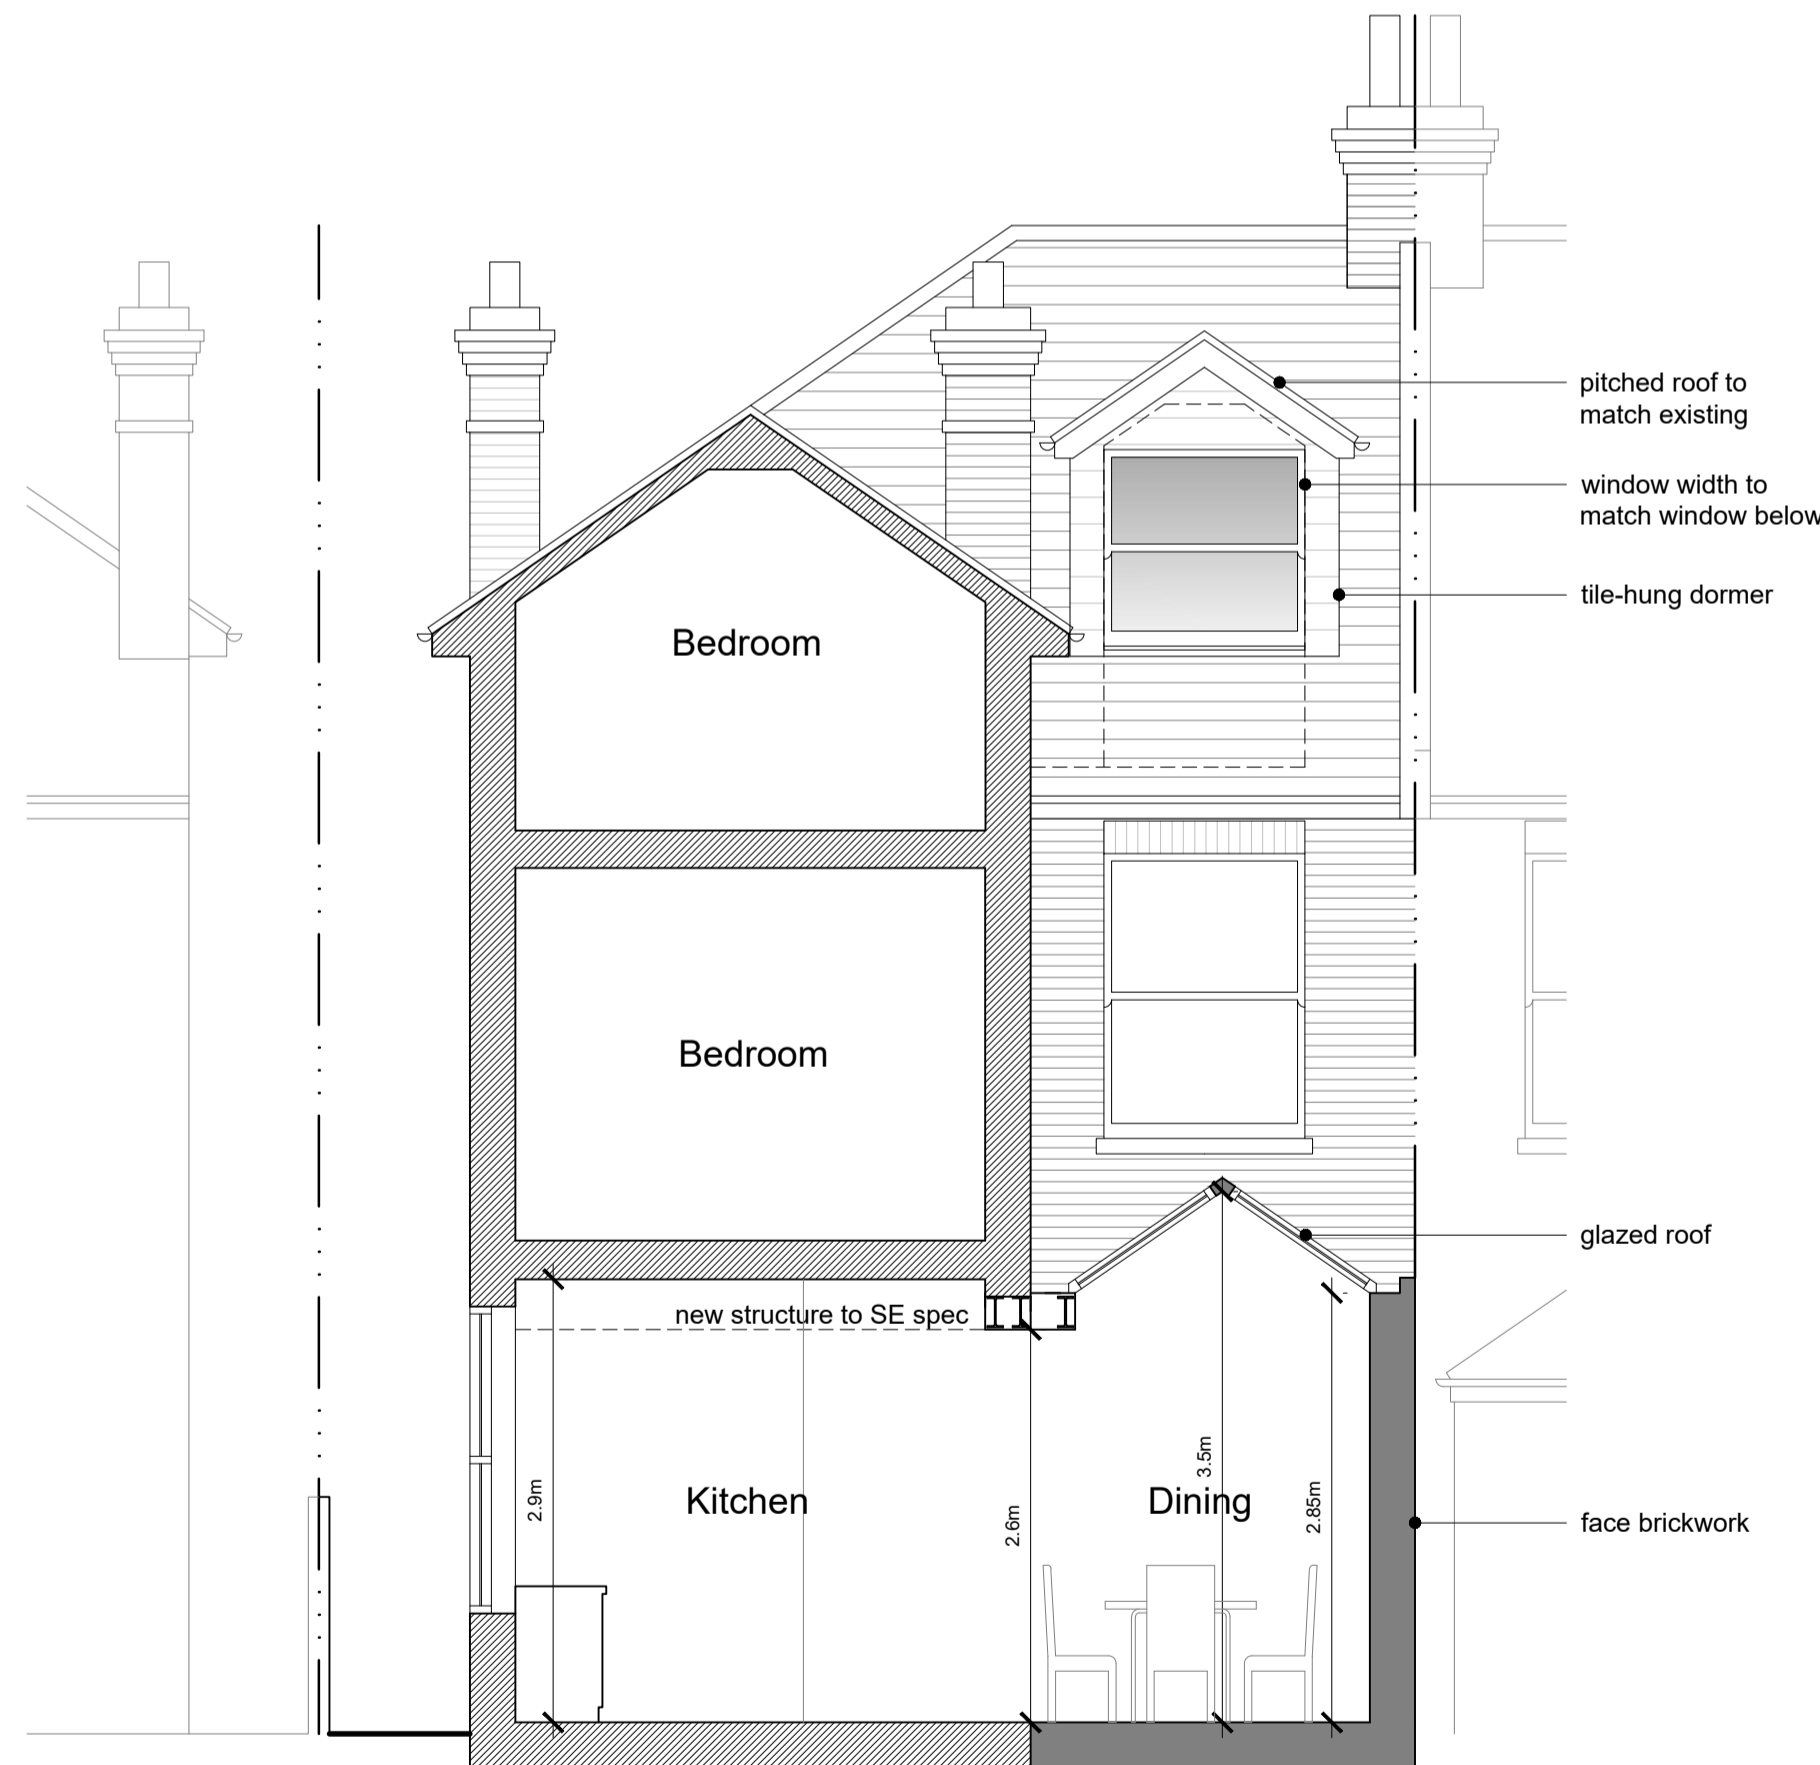 pitched roof to
match existing
window width to
match window below
tile-hung dormer
Bedroom
Bedroom
glazed roof
new structure to SE spec
2.9m
Kitchen
2.6m
3.5m
Dining
2.85m
face brickwork